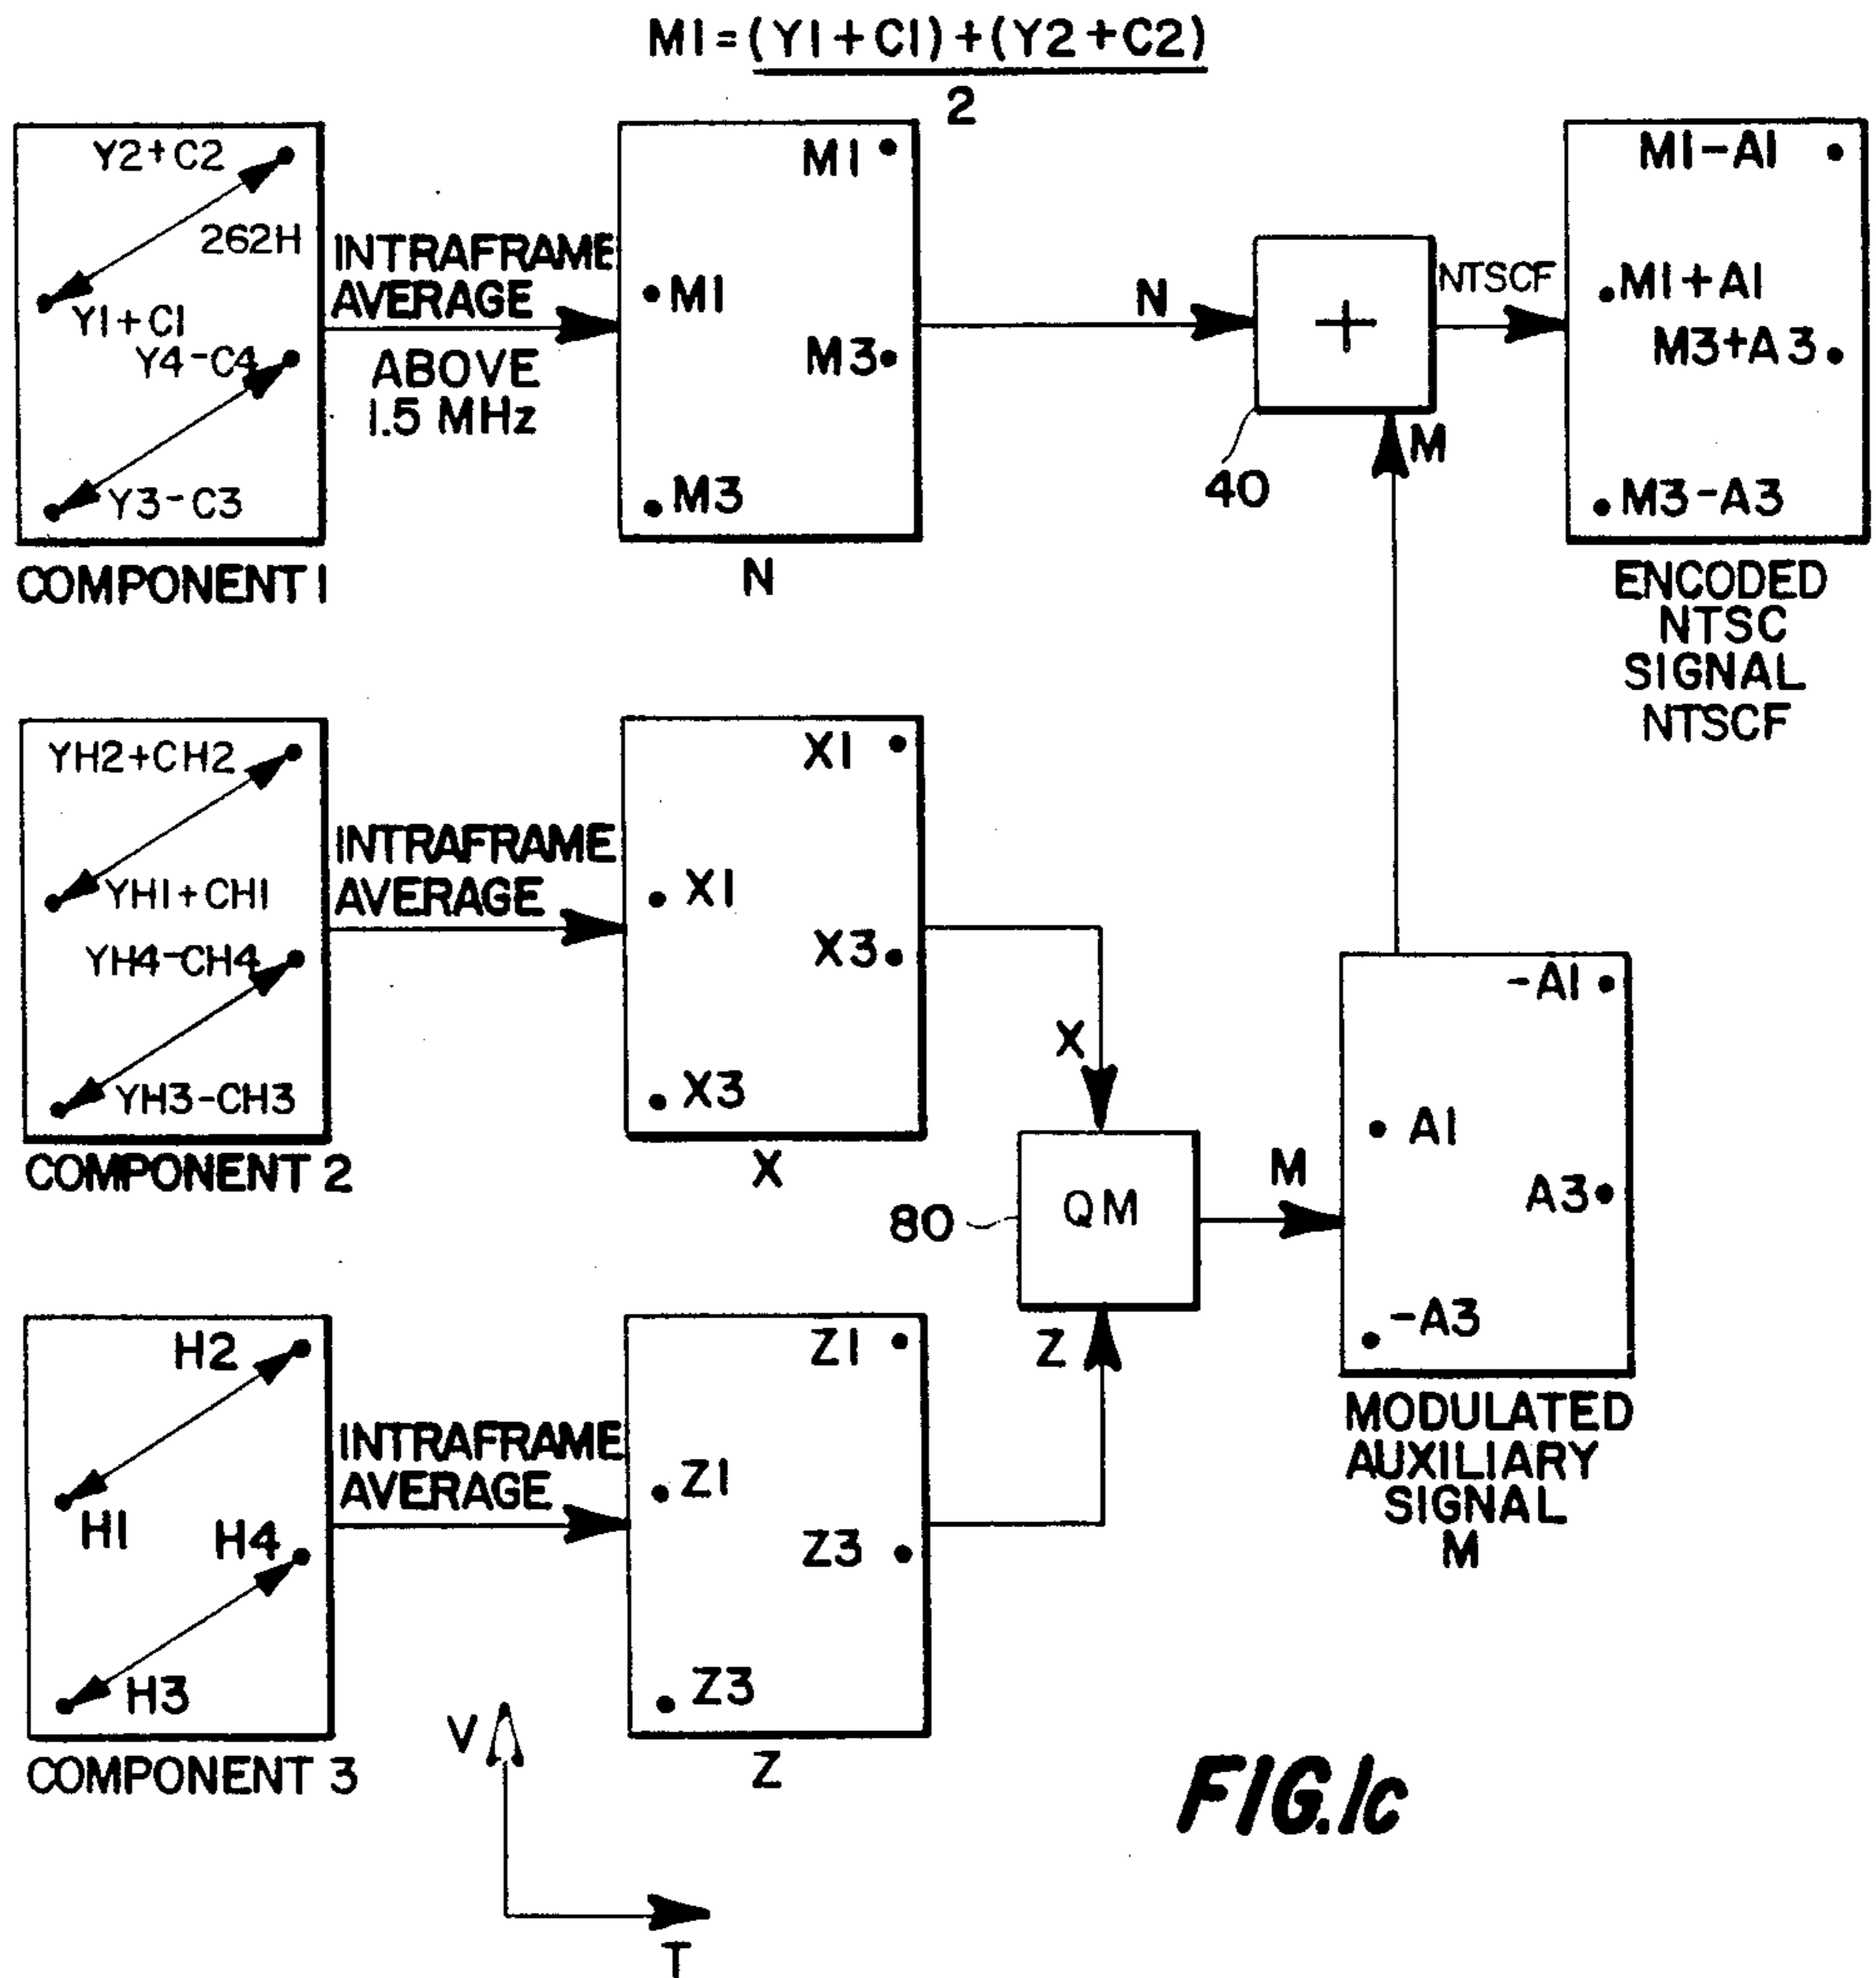 M1=(Y1+C1)+(Y2+C2)
2
Y2+C2
262H
Y1+C1
Y4-C4
Y3-C3
COMPONENT 1
INTRAFRAME
AVERAGE
ABOVE
1.5 MHz
M1
M1
M3
M3
N
N
+
40
M
NTSCF
M1-A1
M1+A1
M3+A3
M3-A3
ENCODED
NTSC
SIGNAL
NTSCF
YH2+CH2
YH1+CH1
YH4-CH4
YH3-CH3
COMPONENT 2
INTRAFRAME
AVERAGE
X1
X1
X3
X3
X
X
QM
80
M
-A1
A1
A3
-A3
MODULATED
AUXILIARY
SIGNAL
M
H2
H1
H4
H3
COMPONENT 3
INTRAFRAME
AVERAGE
Z1
Z1
Z3
Z3
Z
Z
V
T
FIG.1c